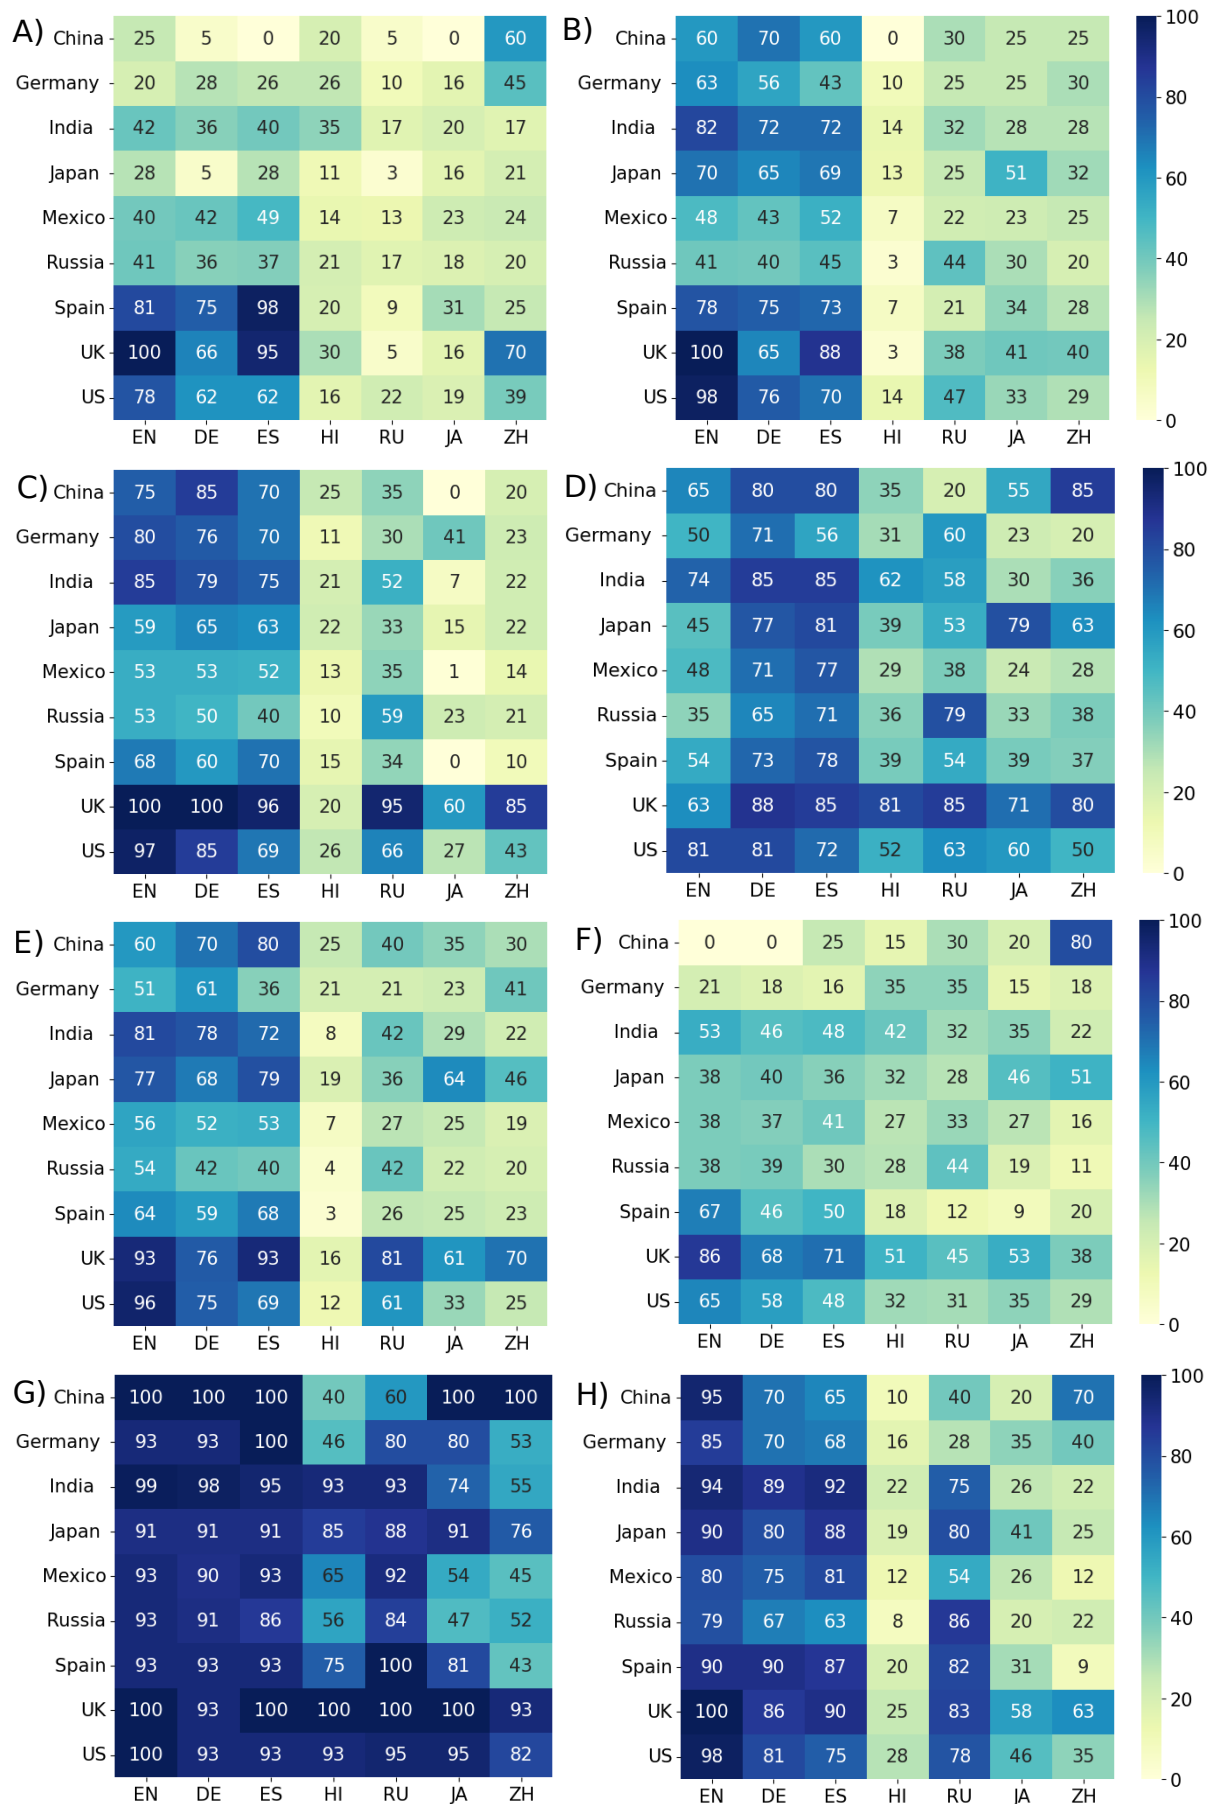 A)
China 25 5 0 20 5 0 60
Germany 20 28 26 26 10 16 45
India 42 36 40 35 17 20 17
Japan 28 5 28 11 3 16 21
Mexico 40 42 49 14 13 23 24
Russia 41 36 37 21 17 18 20
Spain 81 75 98 20 9 31 25
UK 100 66 95 30 5 16 70
US 78 62 62 16 22 19 39
EN DE ES HI RU JA ZH
B)
China 60 70 60 0 30 25 25
Germany 63 56 43 10 25 25 30
India 82 72 72 14 32 28 28
Japan 70 65 69 13 25 51 32
Mexico 48 43 52 7 22 23 25
Russia 41 40 45 3 44 30 20
Spain 78 75 73 7 21 34 28
UK 100 65 88 3 38 41 40
US 98 76 70 14 47 33 29
EN DE ES HI RU JA ZH
100
80
60
40
20
0
C)
China 75 85 70 25 35 0 20
Germany 80 76 70 11 30 41 23
India 85 79 75 21 52 7 22
Japan 59 65 63 22 33 15 22
Mexico 53 53 52 13 35 1 14
Russia 53 50 40 10 59 23 21
Spain 68 60 70 15 34 0 10
UK 100 100 96 20 95 60 85
US 97 85 69 26 66 27 43
EN DE ES HI RU JA ZH
D)
China 65 80 80 35 20 55 85
Germany 50 71 56 31 60 23 20
India 74 85 85 62 58 30 36
Japan 45 77 81 39 53 79 63
Mexico 48 71 77 29 38 24 28
Russia 35 65 71 36 79 33 38
Spain 54 73 78 39 54 39 37
UK 63 88 85 81 85 71 80
US 81 81 72 52 63 60 50
EN DE ES HI RU JA ZH
100
80
60
40
20
0
E)
China 60 70 80 25 40 35 30
Germany 51 61 36 21 21 23 41
India 81 78 72 8 42 29 22
Japan 77 68 79 19 36 64 46
Mexico 56 52 53 7 27 25 19
Russia 54 42 40 4 42 22 20
Spain 64 59 68 3 26 25 23
UK 93 76 93 16 81 61 70
US 96 75 69 12 61 33 25
EN DE ES HI RU JA ZH
F)
China 0 0 25 15 30 20 80
Germany 21 18 16 35 35 15 18
India 53 46 48 42 32 35 22
Japan 38 40 36 32 28 46 51
Mexico 38 37 41 27 33 27 16
Russia 38 39 30 28 44 19 11
Spain 67 46 50 18 12 9 20
UK 86 68 71 51 45 53 38
US 65 58 48 32 31 35 29
EN DE ES HI RU JA ZH
100
80
60
40
20
0
G)
China 100 100 100 40 60 100 100
Germany 93 93 100 46 80 80 53
India 99 98 95 93 93 74 55
Japan 91 91 91 85 88 91 76
Mexico 93 90 93 65 92 54 45
Russia 93 91 86 56 84 47 52
Spain 93 93 93 75 100 81 43
UK 100 93 100 100 100 100 93
US 100 93 93 93 95 95 82
EN DE ES HI RU JA ZH
H)
China 95 70 65 10 40 20 70
Germany 85 70 68 16 28 35 40
India 94 89 92 22 75 26 22
Japan 90 80 88 19 80 41 25
Mexico 80 75 81 12 54 26 12
Russia 79 67 63 8 86 20 22
Spain 90 90 87 20 82 31 9
UK 100 86 90 25 83 58 63
US 98 81 75 28 78 46 35
EN DE ES HI RU JA ZH
100
80
60
40
20
0